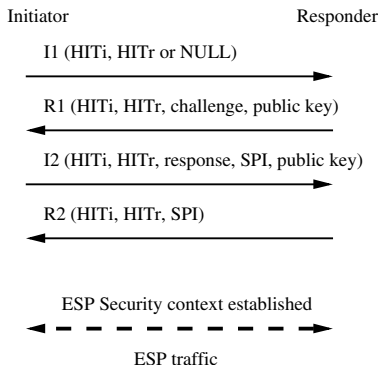 Initiator Responder
I1 (HITi, HITr or NULL)
R1 (HITi, HITr, challenge, public key)
I2 (HITi, HITr, response, SPI, public key)
R2 (HITi, HITr, SPI)
ESP Security context established
ESP traffic